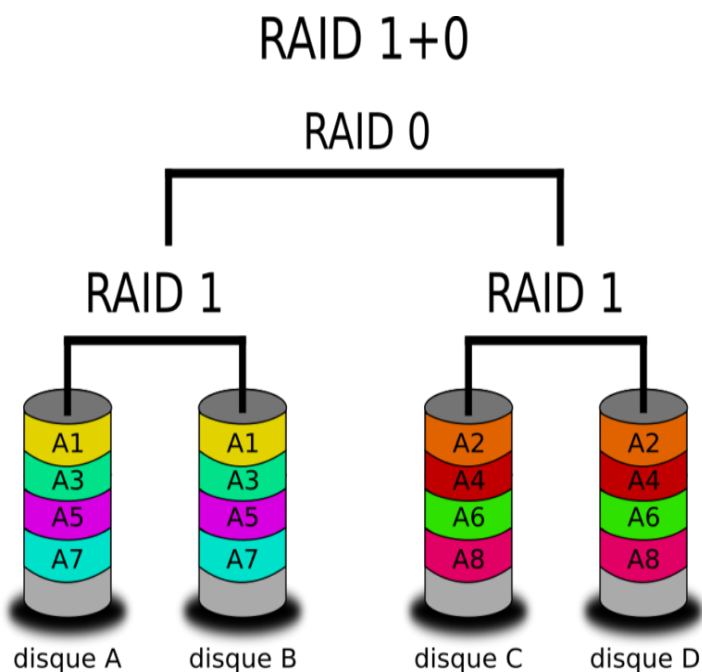 RAID 1+0
RAID 0
RAID 1 RAID 1
A1 A1 A2 A2
A3 A3 A4 A4
A5 A5 A6 A6
A7 A7 A8 A8
disque A disque B disque C disque D